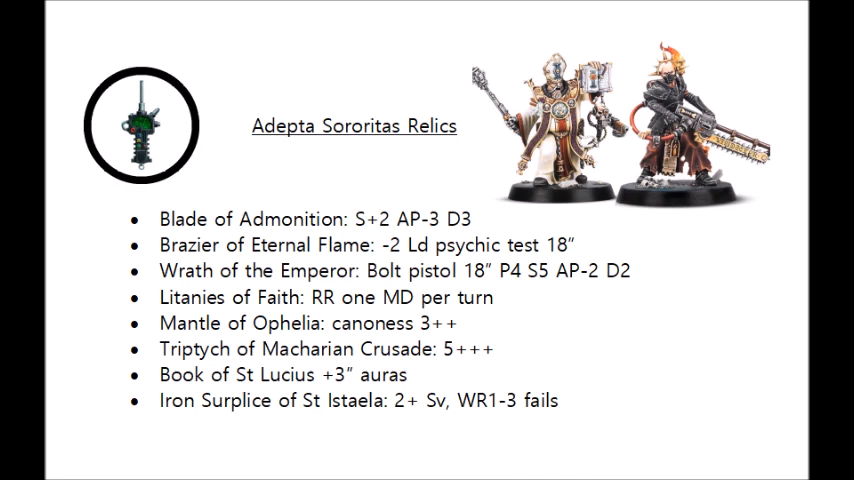 Adepta Sororitas Relics
• Blade of Admonition: S+2 AP-3 D3
• Brazier of Eternal Flame: -2 Ld psychic test 18”
• Wrath of the Emperor: Bolt pistol 18” P4 S5 AP-2 D2
• Litanies of Faith: RR one MD per turn
• Mantle of Ophelia: canoness 3++
• Triptych of Macharian Crusade: 5+++
• Book of St Lucius +3” auras
• Iron Surplice of St Istaela: 2+ Sv, WR1-3 fails